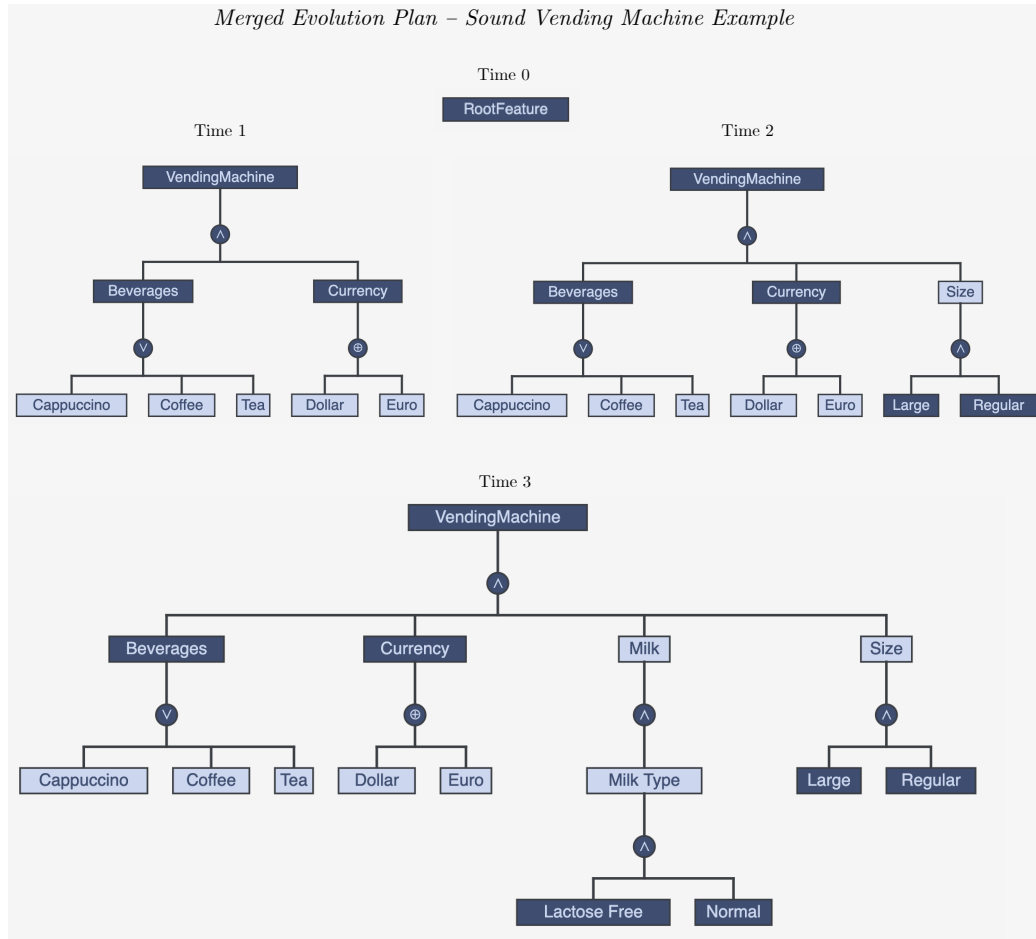 Merged Evolution Plan – Sound Vending Machine Example
Time 0
RootFeature
Time 1
VendingMachine
∧
Beverages Currency
∨ ⊕
Cappuccino Coffee Tea Dollar Euro
Time 2
VendingMachine
∧
Beverages Currency Size
∨ ⊕ ∧
Cappuccino Coffee Tea Dollar Euro Large Regular
Time 3
VendingMachine
∧
Beverages Currency Milk Size
∨ ⊕ ∧ ∧
Cappuccino Coffee Tea Dollar Euro Milk Type Large Regular
∧
Lactose Free Normal